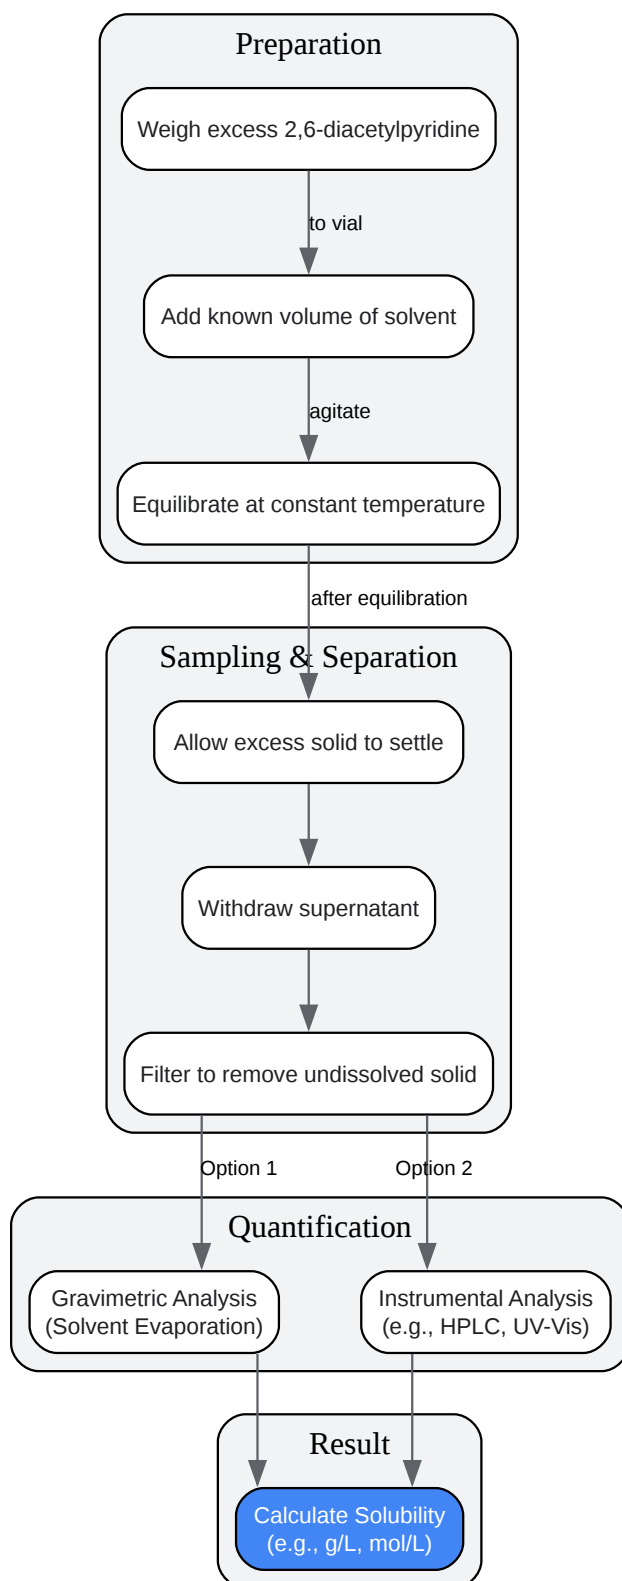 Preparation
Weigh excess 2,6-diacetylpyridine
to vial
Add known volume of solvent
agitate
Equilibrate at constant temperature
after equilibration
Sampling & Separation
Allow excess solid to settle
Withdraw supernatant
Filter to remove undissolved solid
Option 1
Option 2
Quantification
Gravimetric Analysis
(Solvent Evaporation)
Instrumental Analysis
(e.g., HPLC, UV-Vis)
Result
Calculate Solubility
(e.g., g/L, mol/L)